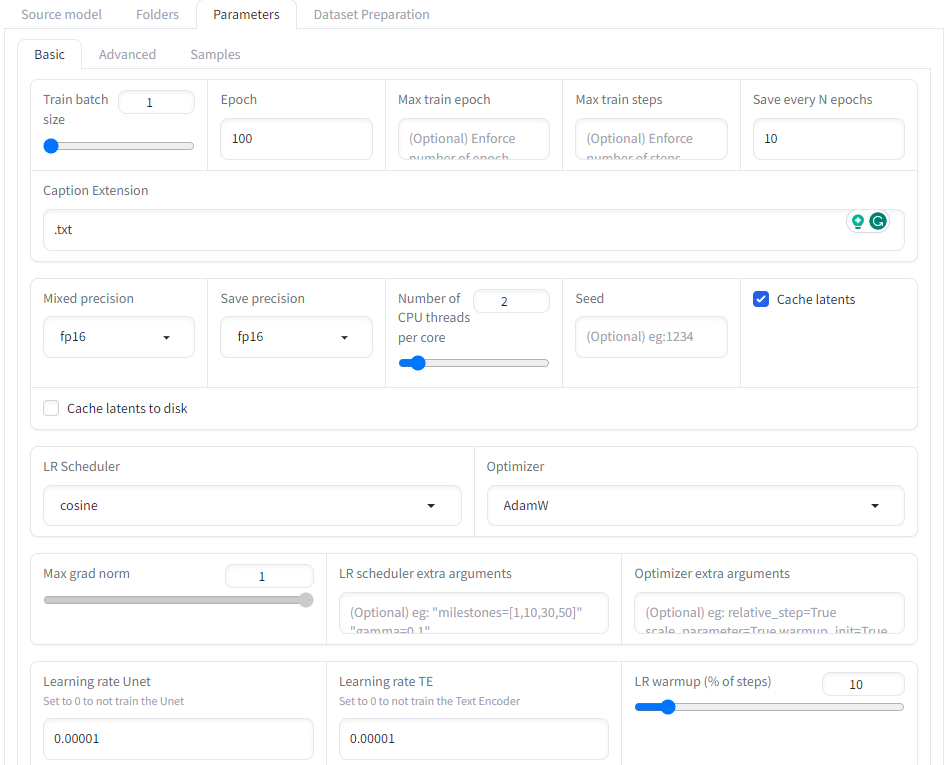 Source model Folders Parameters Dataset Preparation
Basic Advanced Samples
Train batch size 1
Epoch
100
Max train epoch
(Optional) Enforce
number of epoch
Max train steps
(Optional) Enforce
number of steps
Save every N epochs
10
Caption Extension
.txt
Mixed precision
fp16
Save precision
fp16
Number of CPU threads per core 2
Seed
(Optional) eg:1234
Cache latents
Cache latents to disk
LR Scheduler
cosine
Optimizer
AdamW
Max grad norm 1
LR scheduler extra arguments
(Optional) eg: "milestones=[1,10,30,50]"
"gamma=0.1"
Optimizer extra arguments
(Optional) eg: relative_step=True
scale_parameter=True warmup_init=True
Learning rate Unet
Set to 0 to not train the Unet
0.00001
Learning rate TE
Set to 0 to not train the Text Encoder
0.00001
LR warmup (% of steps) 10